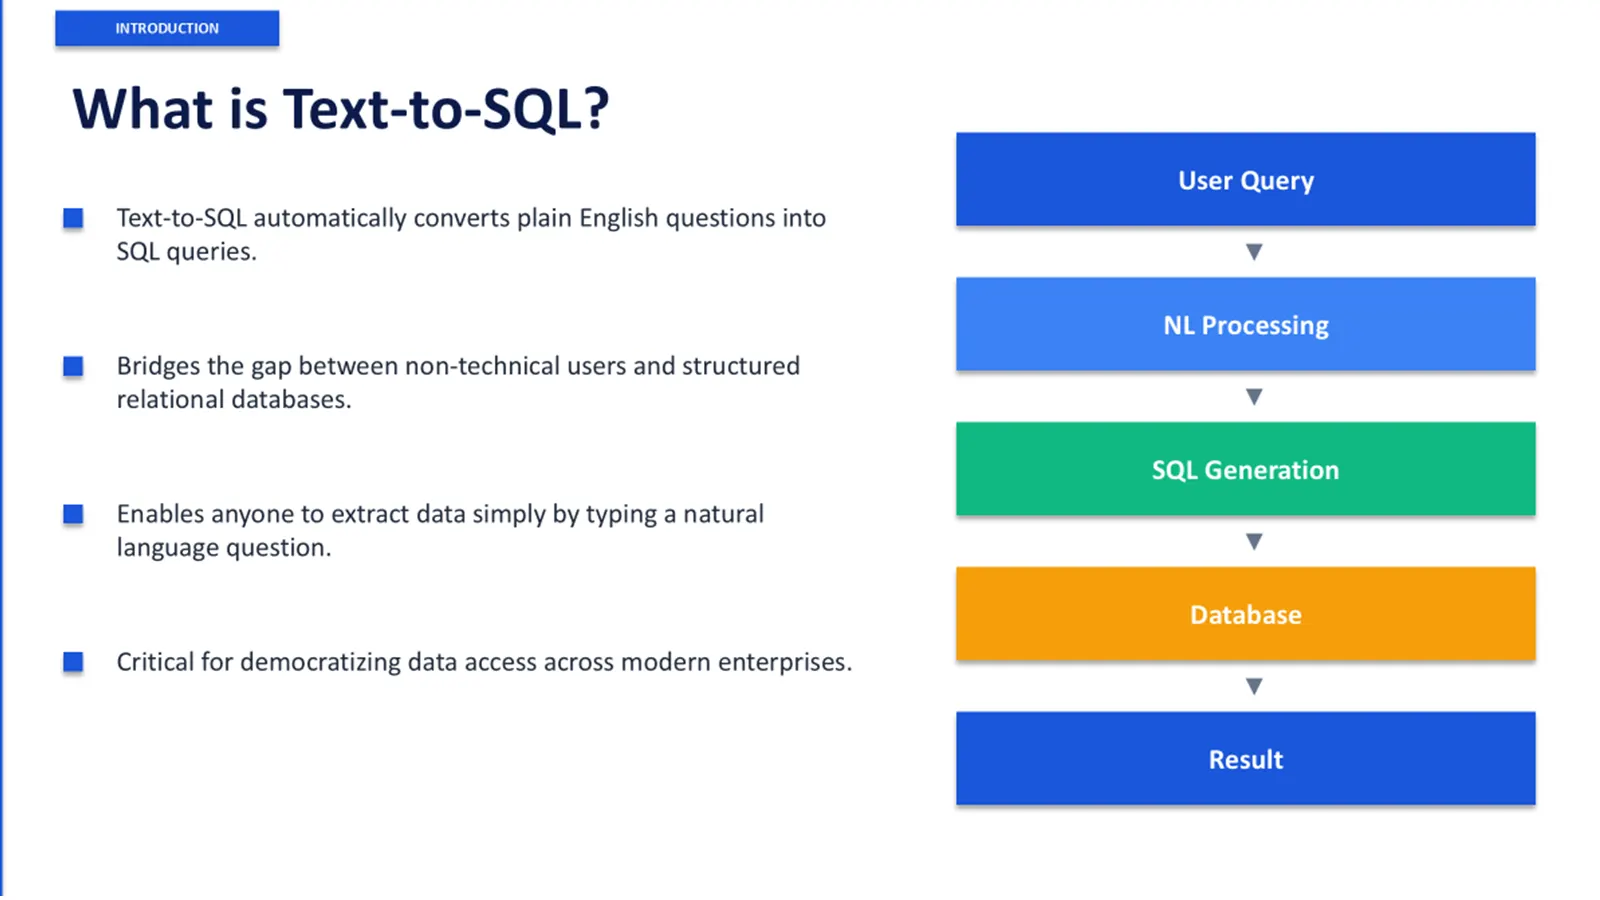 INTRODUCTION
What is Text-to-SQL?
Text-to-SQL automatically converts plain English questions into
SQL queries.
Bridges the gap between non-technical users and structured
relational databases.
Enables anyone to extract data simply by typing a natural
language question.
Critical for democratizing data access across modern enterprises.
User Query
NL Processing
SQL Generation
Database
Result